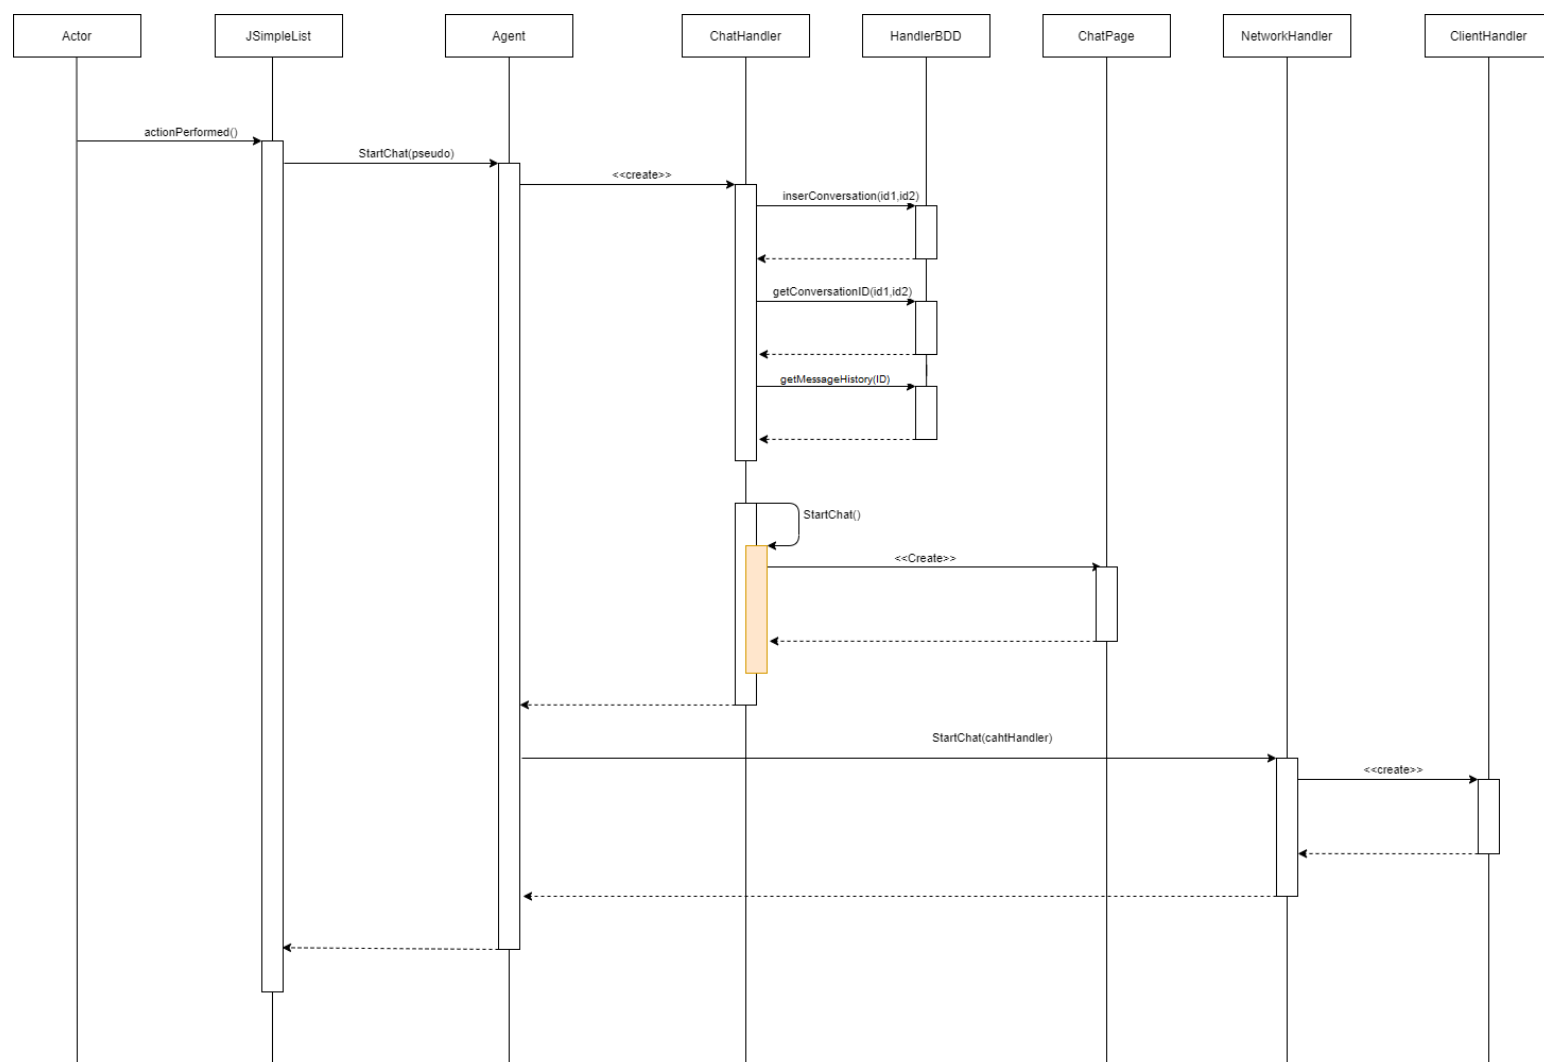 Actor
JSimpleList
Agent
ChatHandler
HandlerBDD
ChatPage
NetworkHandler
ClientHandler
actionPerformed()
StartChat(pseudo)
<<create>>
inserConversation(id1,id2)
getConversationID(id1,id2)
getMessageHistory(ID)
StartChat()
<<Create>>
StartChat(cahtHandler)
<<create>>